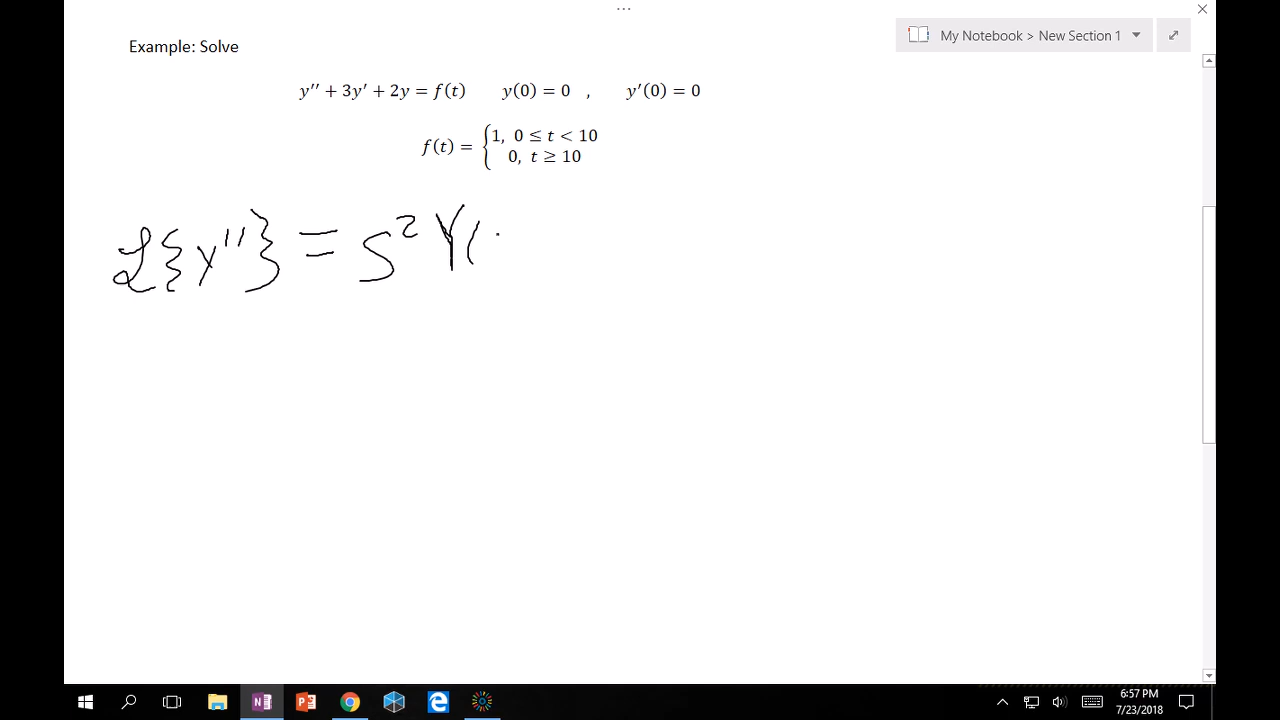 ...
My Notebook > New Section 1
Example: Solve
y′′ + 3y′ + 2y = f(t) y(0) = 0 , y′(0) = 0
f(t) = {1, 0 ≤ t < 10
0, t ≥ 10
ℒ{y''} = s² Y(
6:57 PM
7/23/2018